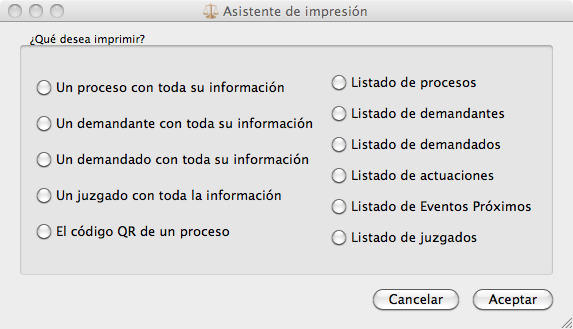 Asistente de impresión
¿Qué desea imprimir?
Un proceso con toda su información
Un demandante con toda su información
Un demandado con toda su información
Un juzgado con toda la información
El código QR de un proceso
Listado de procesos
Listado de demandantes
Listado de demandados
Listado de actuaciones
Listado de Eventos Próximos
Listado de juzgados
Cancelar
Aceptar